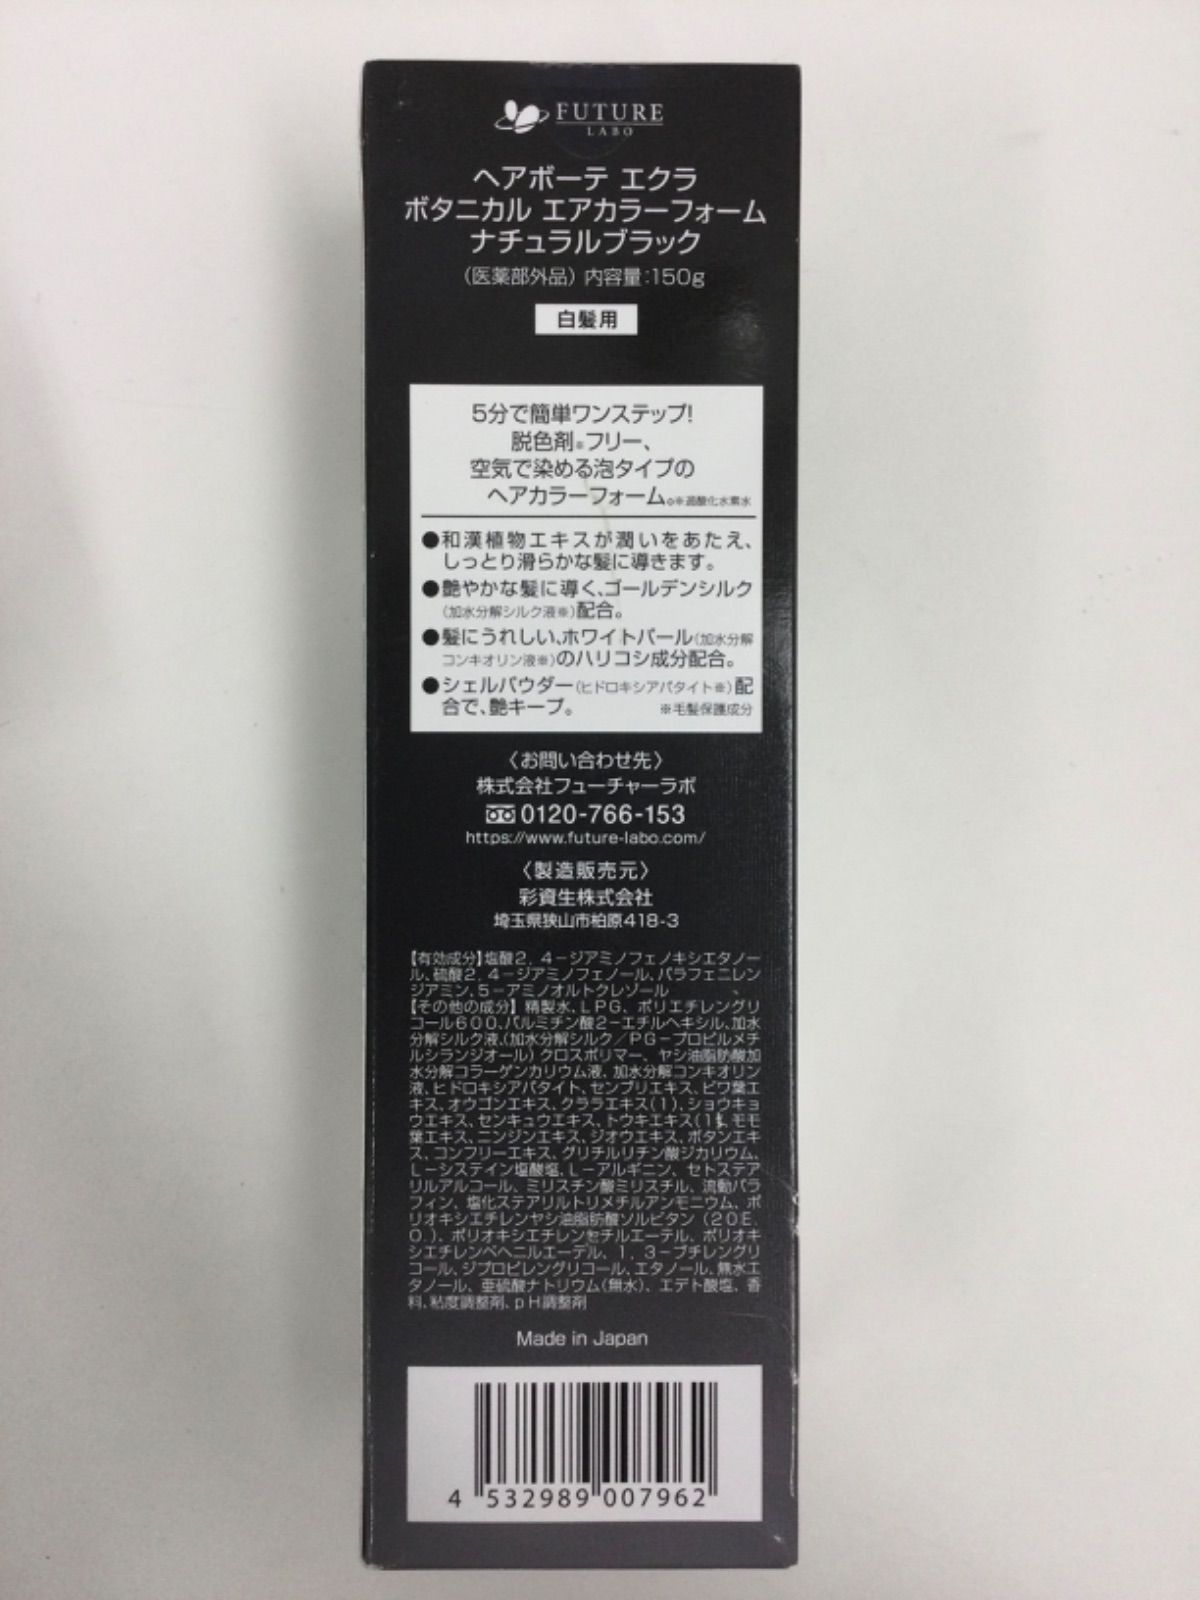 FUTURE
LABO
ヘアボーテ エクラ
ボタニカル エアカラーフォーム
ナチュラルブラック
(医薬部外品) 内容量:150g
白髪用
5分で簡単ワンステップ!
脱色剤※フリー、
空気で染める泡タイプの
ヘアカラーフォーム。※過酸化水素水
●和漢植物エキスが潤いをあたえ、
しっとり滑らかな髪に導きます。
●艶やかな髪に導く、ゴールデンシルク
(加水分解シルク液※)配合。
●髪にうれしい、ホワイトパール(加水分解
コンキオリン液※)のハリコシ成分配合。
●シェルパウダー(ヒドロキシアパタイト※)配
合で、艶キープ。 ※毛髪保護成分
〈お問い合わせ先〉
株式会社フューチャーラボ
0120-766-153
https://www.future-labo.com/
〈製造販売元〉
彩資生株式会社
埼玉県狭山市柏原418-3
【有効成分】塩酸2,4-ジアミノフェノキシエタノー
ル、硫酸2,4-ジアミノフェノール、パラフェニレン
ジアミン、5-アミノオルトクレゾール
【その他の成分】精製水、LPG、ポリエチレングリ
コール600、パルミチン酸2-エチルヘキシル、加水
分解シルク液、(加水分解シルク/PG-プロピルメチ
ルシランジオール)クロスポリマー、ヤシ油脂肪酸加
水分解コラーゲンカリウム液、加水分解コンキオリン
液、ヒドロキシアパタイト、センブリエキス、ビワ葉エ
キス、オウゴンエキス、クララエキス(1)、ショウキョ
ウエキス、センキュウエキス、トウキエキス(1)、モモ
葉エキス、ニンジンエキス、ジオウエキス、ボタンエキ
ス、コンフリーエキス、グリチルリチン酸ジカリウム、
L-システイン塩酸塩、L-アルギニン、セトステア
リルアルコール、ミリスチン酸ミリスチル、流動パラ
フィン、塩化ステアリルトリメチルアンモニウム、ポ
リオキシエチレンヤシ油脂肪酸ソルビタン(20E.
O.)、ポリオキシエチレンセチルエーテル、ポリオキ
シエチレンベヘニルエーテル、1,3-ブチレングリ
コール、ジプロピレングリコール、エタノール、無水エ
タノール、亜硫酸ナトリウム(無水)、エデト酸塩、香
料、粘度調整剤、pH調整剤
Made in Japan
4 532989 007962